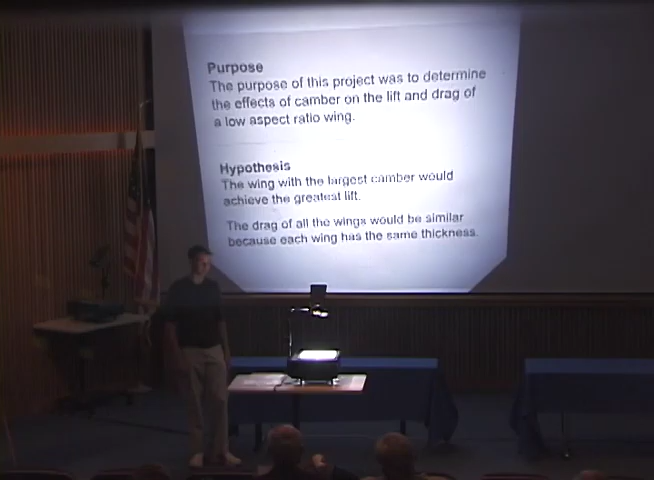 Purpose
The purpose of this project was to determine
the effects of camber on the lift and drag of
a low aspect ratio wing.
Hypothesis
The wing with the largest camber would
achieve the greatest lift.
The drag of all the wings would be similar
because each wing has the same thickness.